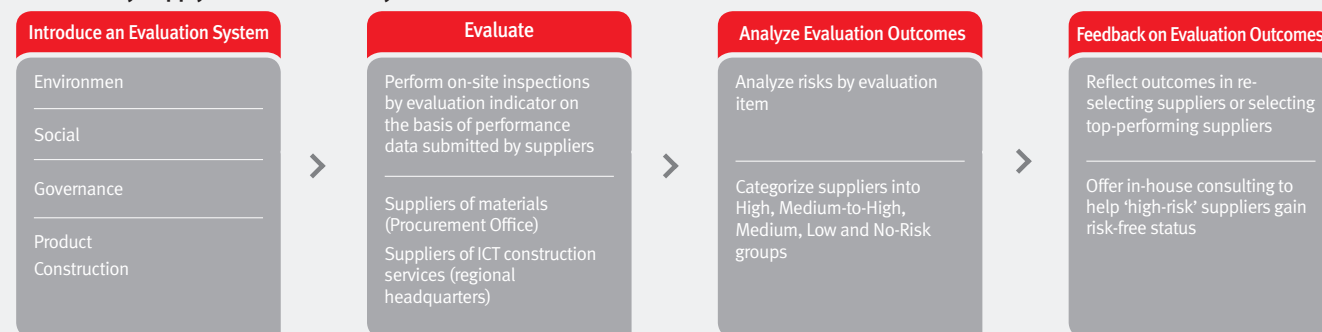 Introduce an Evaluation System
Environmen
Social
Governance
Product
Construction
Evaluate
Perform on-site inspections
by evaluation indicator on
the basis of performance
data submitted by suppliers
Suppliers of materials
(Procurement Office)
Suppliers of ICT construction
services (regional
headquarters)
Analyze Evaluation Outcomes
Analyze risks by evaluation
item
Categorize suppliers into
High, Medium-to-High,
Medium, Low and No-Risk
groups
Feedback on Evaluation Outcomes
Reflect outcomes in re-
selecting suppliers or selecting
top-performing suppliers
Offer in-house consulting to
help ‘high-risk’ suppliers gain
risk-free status